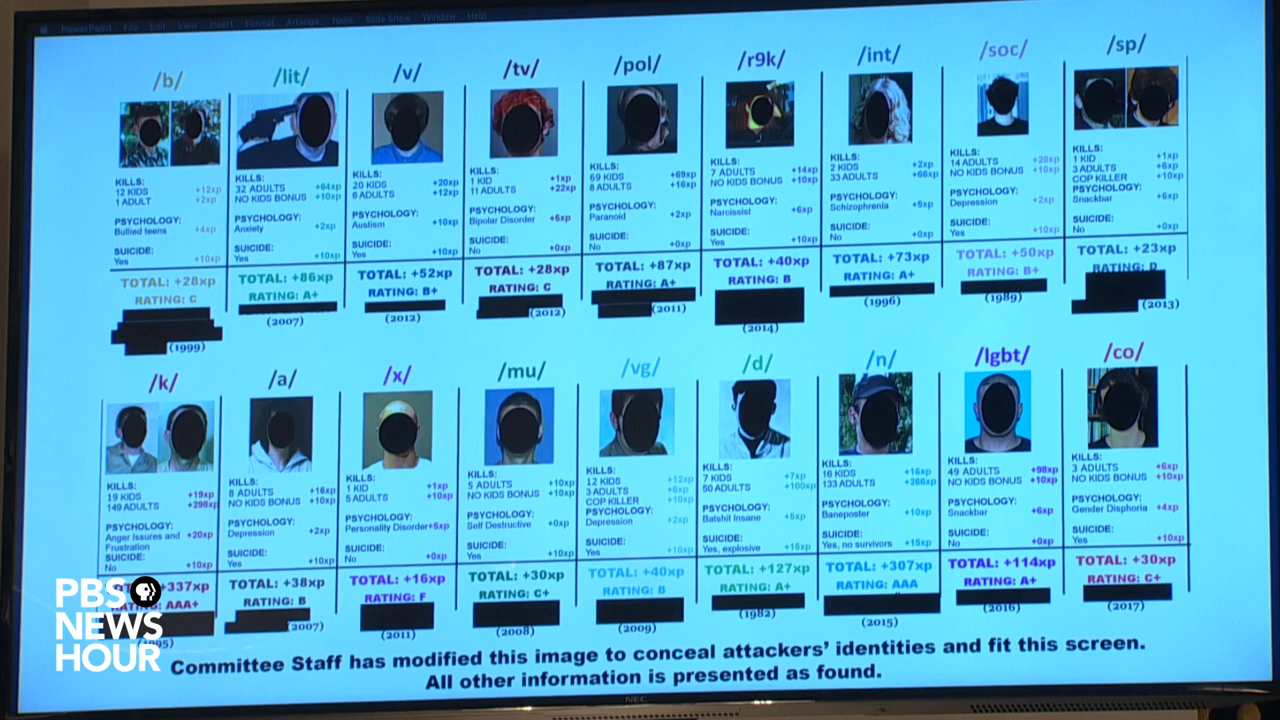 PowerPoint File Edit View Insert Format Arrange Tools Slide Show Window Help
/b/
KILLS:
12 KIDS +12xp
1 ADULT +2xp
PSYCHOLOGY:
Bullied teens +4xp
SUICIDE:
Yes +10xp
TOTAL: +28xp
RATING: C
(1999)
/lit/
KILLS:
32 ADULTS +64xp
NO KIDS BONUS +10xp
PSYCHOLOGY:
Anxiety +2xp
SUICIDE:
Yes +10xp
TOTAL: +86xp
RATING: A+
(2007)
/v/
KILLS:
20 KIDS +20xp
6 ADULTS +12xp
PSYCHOLOGY:
Austism +10xp
SUICIDE:
Yes +10xp
TOTAL: +52xp
RATING: B+
(2012)
/tv/
KILLS:
1 KID +1xp
11 ADULTS +22xp
PSYCHOLOGY:
Bipolar Disorder +5xp
SUICIDE:
No +0xp
TOTAL: +28xp
RATING: C
(2012)
/pol/
KILLS:
69 KIDS +69xp
8 ADULTS +16xp
PSYCHOLOGY:
Paranoid +2xp
SUICIDE:
No +0xp
TOTAL: +87xp
RATING: A+
(2011)
/r9k/
KILLS:
7 ADULTS +14xp
NO KIDS BONUS +10xp
PSYCHOLOGY:
Narcissist +6xp
SUICIDE:
Yes +10xp
TOTAL: +40xp
RATING: B
(2014)
/int/
KILLS:
2 KIDS +2xp
33 ADULTS +66xp
PSYCHOLOGY:
Schizophrenia +5xp
SUICIDE:
No +0xp
TOTAL: +73xp
RATING: A+
(1996)
/soc/
KILLS:
14 ADULTS +28xp
NO KIDS BONUS +10xp
PSYCHOLOGY:
Depression +2xp
SUICIDE:
Yes +10xp
TOTAL: +50xp
RATING: B+
(1989)
/sp/
KILLS:
1 KID +1xp
3 ADULTS +6xp
COP KILLER +10xp
PSYCHOLOGY:
Snackbar +6xp
SUICIDE:
No +0xp
TOTAL: +23xp
RATING: D
(2013)
/k/
KILLS:
19 KIDS +19xp
149 ADULTS +298xp
PSYCHOLOGY:
Anger Issures and +20xp
Frustration
SUICIDE:
No +10xp
+337xp
RATING: AAA+
(1995)
/a/
KILLS:
8 ADULTS +16xp
NO KIDS BONUS +10xp
PSYCHOLOGY:
Depression +2xp
SUICIDE:
Yes +10xp
TOTAL: +38xp
RATING: B
(2007)
/x/
KILLS:
1 KID +1xp
5 ADULTS +10xp
PSYCHOLOGY:
Personality Disorder+5xp
SUICIDE:
No +0xp
TOTAL: +16xp
RATING: F
(2011)
/mu/
KILLS:
5 ADULTS +10xp
NO KIDS BONUS +10xp
PSYCHOLOGY:
Self Destructive +0xp
SUICIDE:
Yes +10xp
TOTAL: +30xp
RATING: C+
(2008)
/vg/
KILLS:
12 KIDS +12xp
3 ADULTS +6xp
COP KILLER +10xp
PSYCHOLOGY:
Depression +2xp
SUICIDE:
Yes +10xp
TOTAL: +40xp
RATING: B
(2009)
/d/
KILLS:
7 KIDS +7xp
50 ADULTS +100xp
PSYCHOLOGY:
Batshit Insane +5xp
SUICIDE:
Yes, explosive +15xp
TOTAL: +127xp
RATING: A+
(1982)
/n/
KILLS:
16 KIDS +16xp
133 ADULTS +266xp
PSYCHOLOGY:
Baneposter +10xp
SUICIDE:
Yes, no survivors +15xp
TOTAL: +307xp
RATING: AAA
(2015)
/lgbt/
KILLS:
49 ADULTS +98xp
NO KIDS BONUS +10xp
PSYCHOLOGY:
Snackbar +6xp
SUICIDE:
No +0xp
TOTAL: +114xp
RATING: A+
(2016)
/co/
KILLS:
3 ADULTS +6xp
NO KIDS BONUS +10xp
PSYCHOLOGY:
Gender Disphoria +4xp
SUICIDE:
Yes +10xp
TOTAL: +30xp
RATING: C+
(2017)
Committee Staff has modified this image to conceal attackers' identities and fit this screen.
All other information is presented as found.
NEC
PBS
NEWS
HOUR